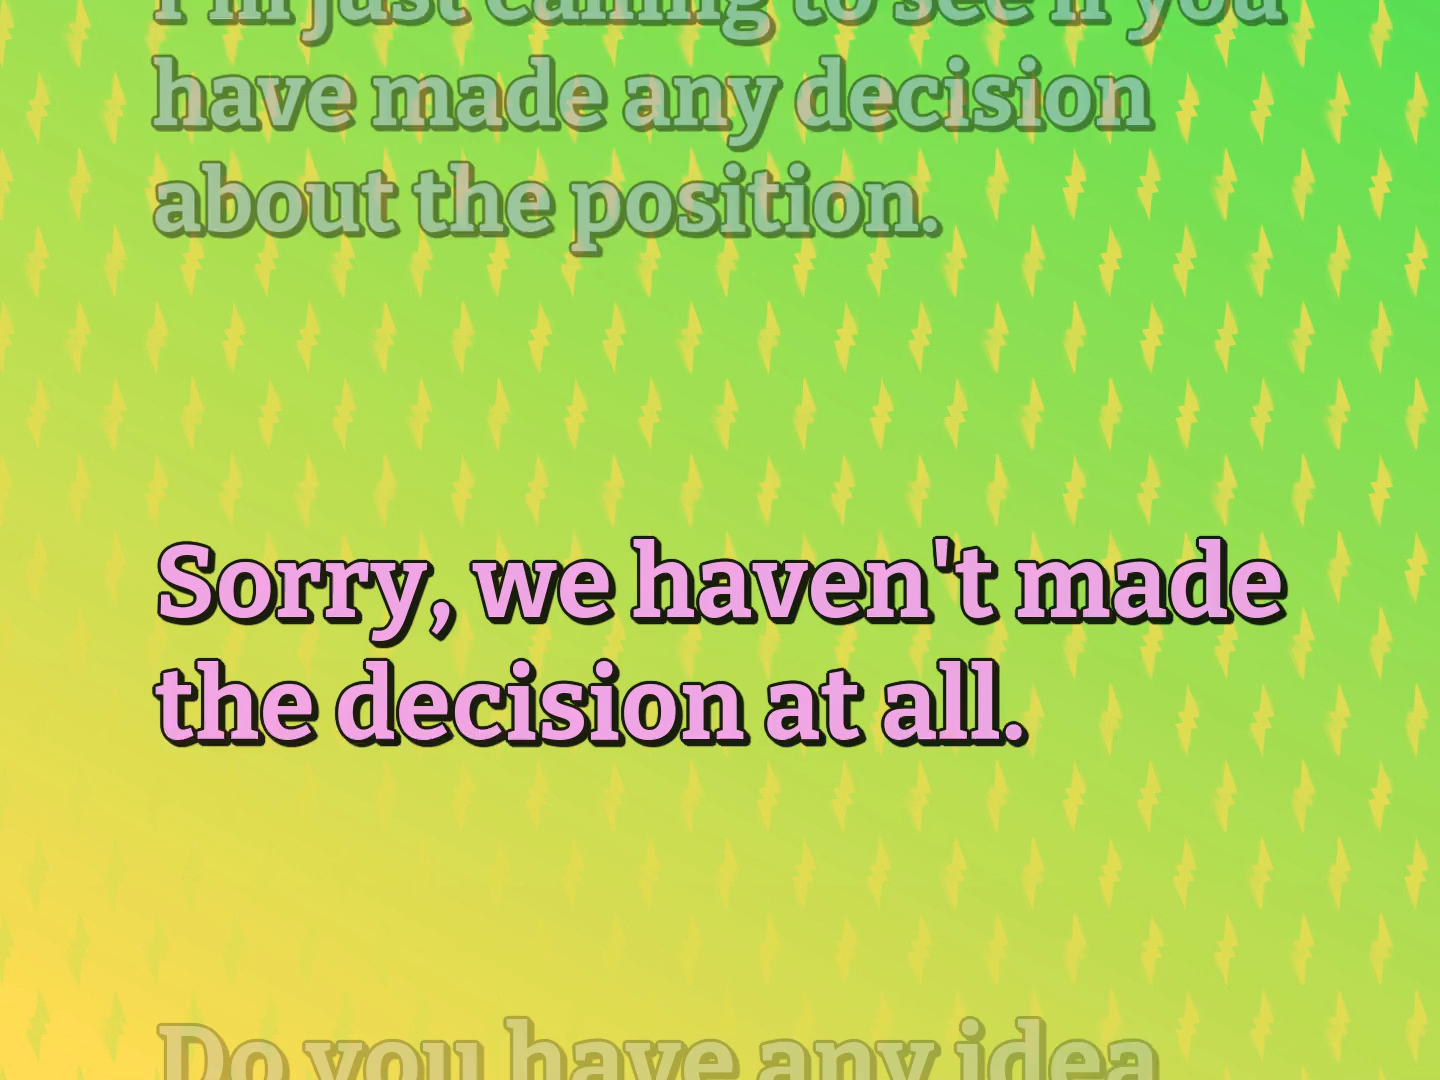 I'm just calling to see if you
have made any decision
about the position.
Sorry, we haven't made
the decision at all.
Do you have any idea